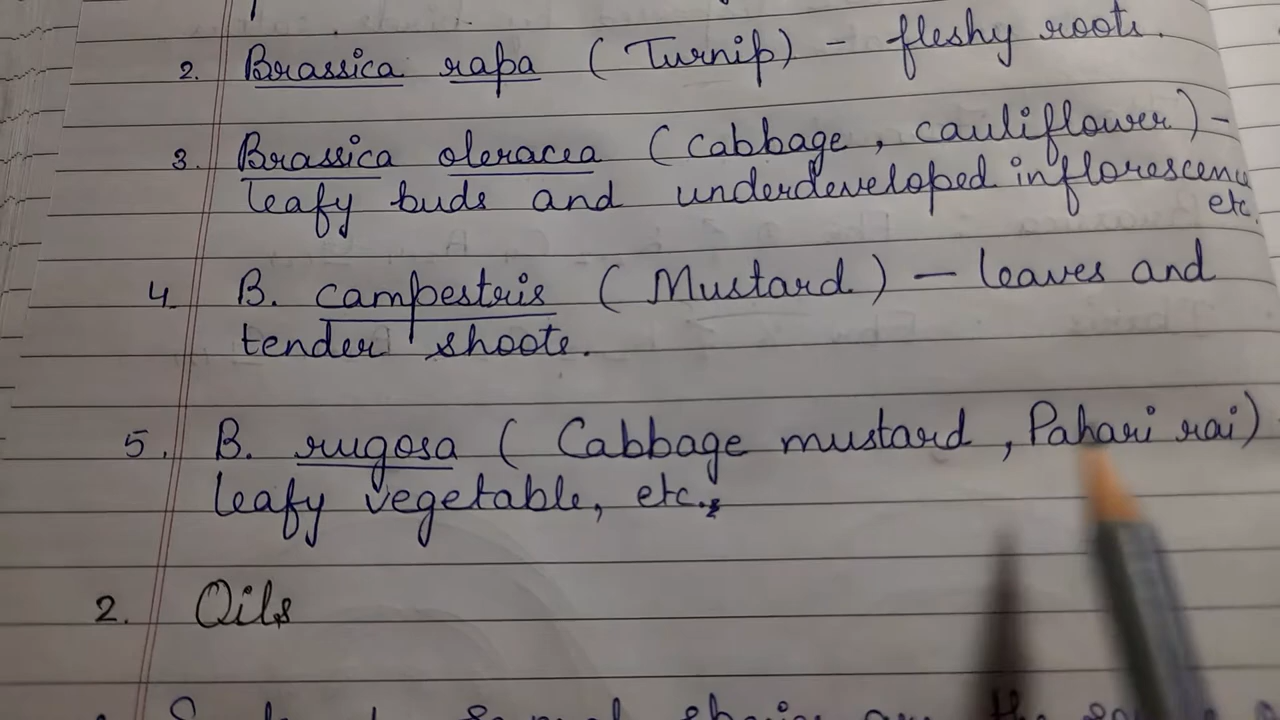 2. Brassica rapa (Turnip) - fleshy roots.
3. Brassica oleracea (Cabbage, cauliflower) -
leafy buds and underdeveloped inflorescence
etc.
4. B. campestris (Mustard) - leaves and
tender shoots.
5. B. rugosa (Cabbage mustard, Pahari rai)
leafy vegetable, etc.
2. Oils